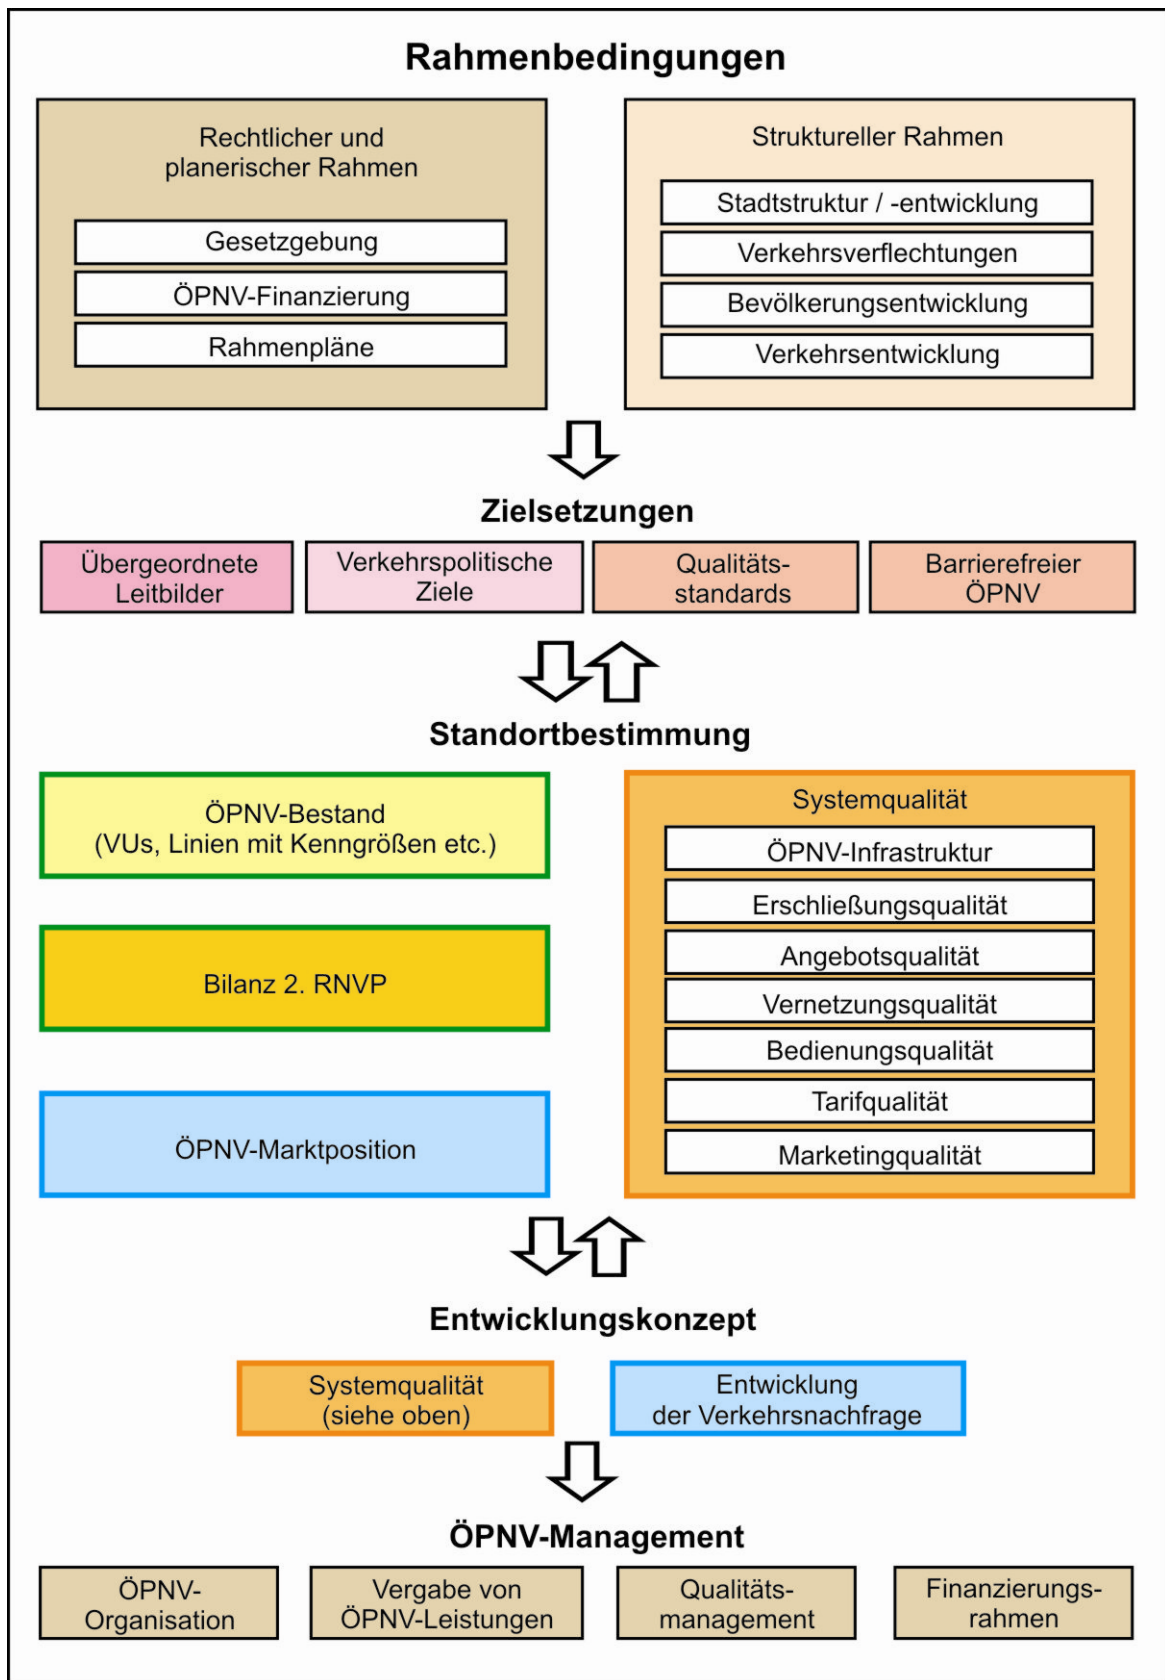 Rahmenbedingungen
Rechtlicher und
planerischer Rahmen
Gesetzgebung
ÖPNV-Finanzierung
Rahmenpläne
Struktureller Rahmen
Stadtstruktur / -entwicklung
Verkehrsverflechtungen
Bevölkerungsentwicklung
Verkehrsentwicklung
Zielsetzungen
Übergeordnete
Leitbilder
Verkehrspolitische
Ziele
Qualitäts-
standards
Barrierefreier
ÖPNV
Standortbestimmung
ÖPNV-Bestand
(VUs, Linien mit Kenngrößen etc.)
Bilanz 2. RNVP
ÖPNV-Marktposition
Systemqualität
ÖPNV-Infrastruktur
Erschließungsqualität
Angebotsqualität
Vernetzungsqualität
Bedienungsqualität
Tarifqualität
Marketingqualität
Entwicklungskonzept
Systemqualität
(siehe oben)
Entwicklung
der Verkehrsnachfrage
ÖPNV-Management
ÖPNV-
Organisation
Vergabe von
ÖPNV-Leistungen
Qualitäts-
management
Finanzierungs-
rahmen